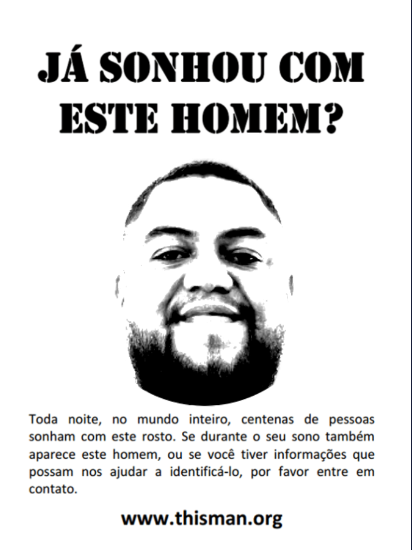 JÁ SONHOU COM
ESTE HOMEM?
Toda noite, no mundo inteiro, centenas de pessoas
sonham com este rosto. Se durante o seu sono também
aparece este homem, ou se você tiver informações que
possam nos ajudar a identificá-lo, por favor entre em
contato.
www.thisman.org